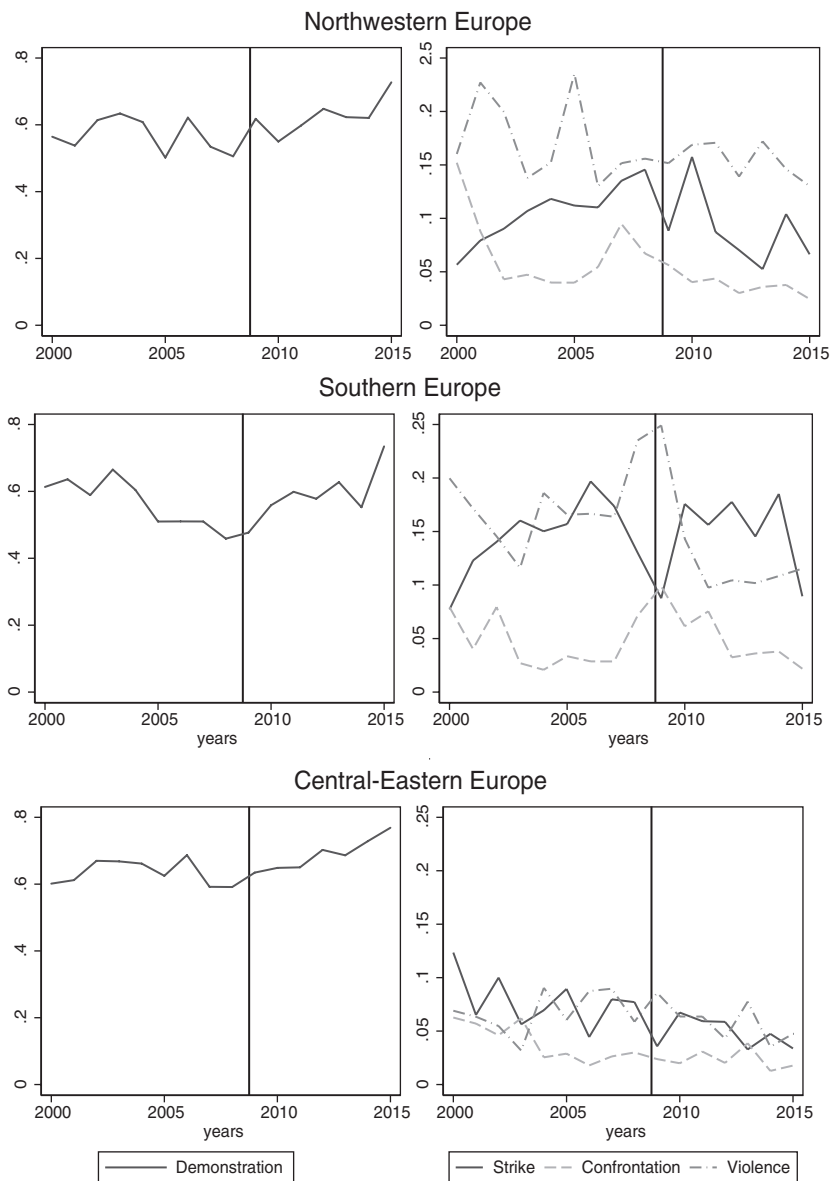 Northwestern Europe
.8
.6
.4
.2
0
2000 2005 2010 2015
2.5
.2
.15
.1
.05
0
2000 2005 2010 2015
Southern Europe
.8
.6
.4
.2
0
2000 2005 2010 2015
years
.25
.2
.15
.1
.05
0
2000 2005 2010 2015
years
Central-Eastern Europe
.8
.6
.4
.2
0
2000 2005 2010 2015
years
.25
.2
.15
.1
.05
0
2000 2005 2010 2015
years
Demonstration
Strike Confrontation Violence